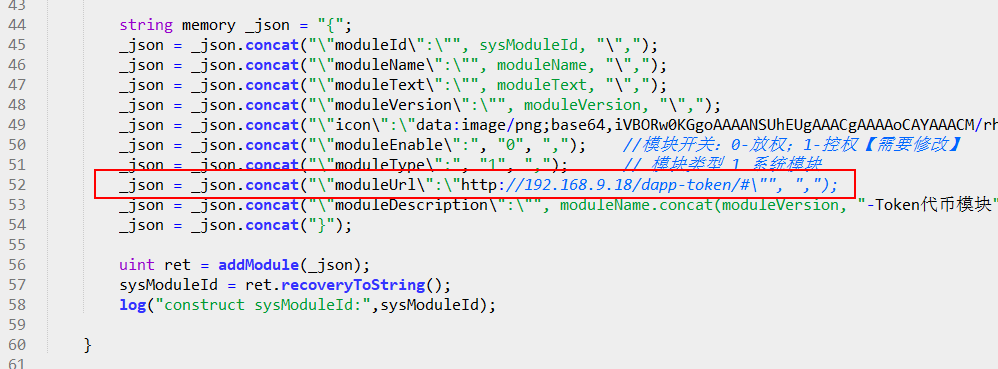 43
44 string memory _json = "{";
45 _json = _json.concat("\"moduleId\":\"", sysModuleId, "\",");
46 _json = _json.concat("\"moduleName\":\"", moduleName, "\",");
47 _json = _json.concat("\"moduleText\":\"", moduleText, "\",");
48 _json = _json.concat("\"moduleVersion\":\"", moduleVersion, "\",");
49 _json = _json.concat("\"icon\":\"data:image/png;base64,iVBORw0KGgoAAAANSUhEUgAAACgAAAAoCAYAAACM/rh
50 _json = _json.concat("\"moduleEnable\":", "0", ","); //模块开关：0-放权；1-控权【需要修改】
51 _json = _json.concat("\"moduleType\":", "1", ","); // 模块类型 1 系统模块
52 _json = _json.concat("\"moduleUrl\":\"http://192.168.9.18/dapp-token/#\"", ",");
53 _json = _json.concat("\"moduleDescription\":\"", moduleName.concat(moduleVersion, "-Token代币模块"
54 _json = _json.concat("}");
55
56 uint ret = addModule(_json);
57 sysModuleId = ret.recoveryToString();
58 log("construct sysModuleId:",sysModuleId);
59
60 }
61